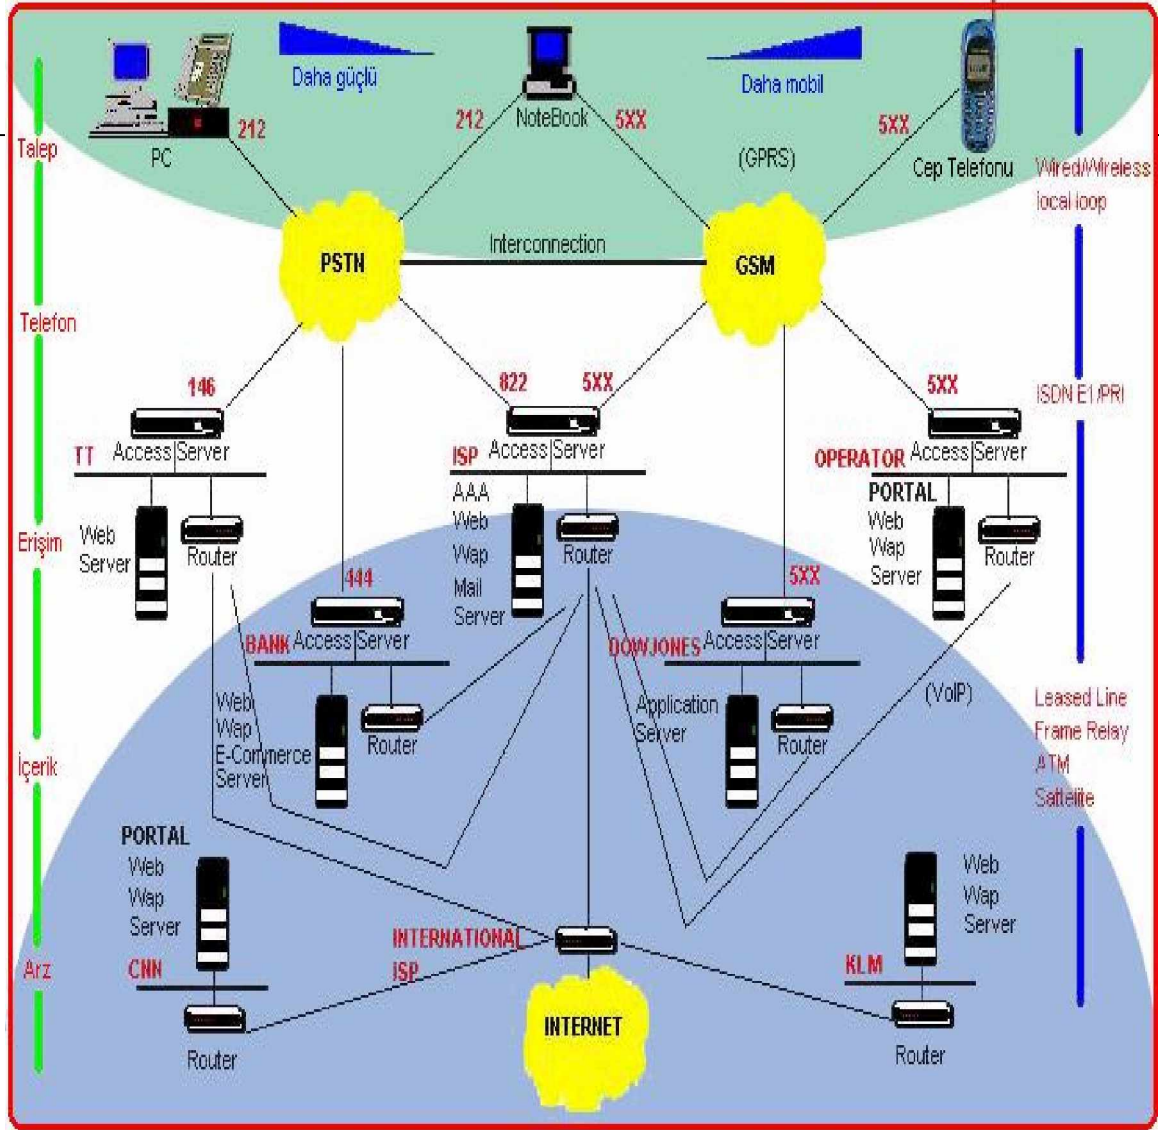 Daha güçlü
Daha mobil
212
PC
212
NoteBook
5XX
5XX
(GPRS)
Cep Telefonu
Talep
Wired/Wireless
local loop
PSTN
Interconnection
GSM
Telefon
146
822
5XX
5XX
ISDN E1/PRI
TT
Access Server
ISP
Access Server
OPERATOR
Access Server
Web
Server
Router
AAA
Web
Wap
Mail
Server
Router
PORTAL
Web
Wap
Server
Router
Erişim
444
5XX
BANK
Access Server
DOWJONES
Access Server
Web
Wap
E-Commerce
Server
Router
Application
Server
Router
(VoIP)
Leased Line
Frame Relay
ATM
Sattelite
İçerik
PORTAL
Web
Wap
Server
Web
Wap
Server
INTERNATIONAL
ISP
Arz
CNN
KLM
Router
INTERNET
Router